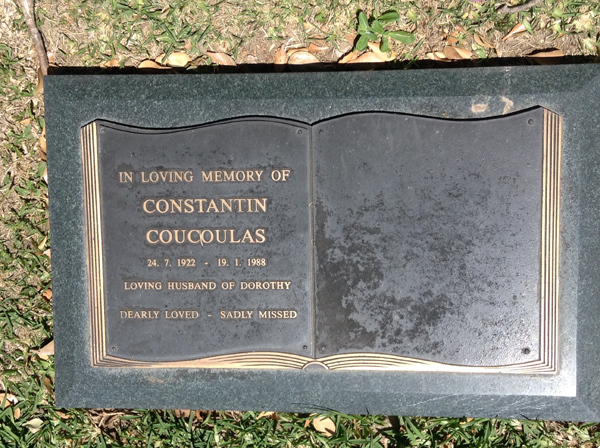 IN LOVING MEMORY OF
CONSTANTIN
COUCOULAS
24. 7. 1922 - 19. 1. 1988
LOVING HUSBAND OF DOROTHY
DEARLY LOVED - SADLY MISSED